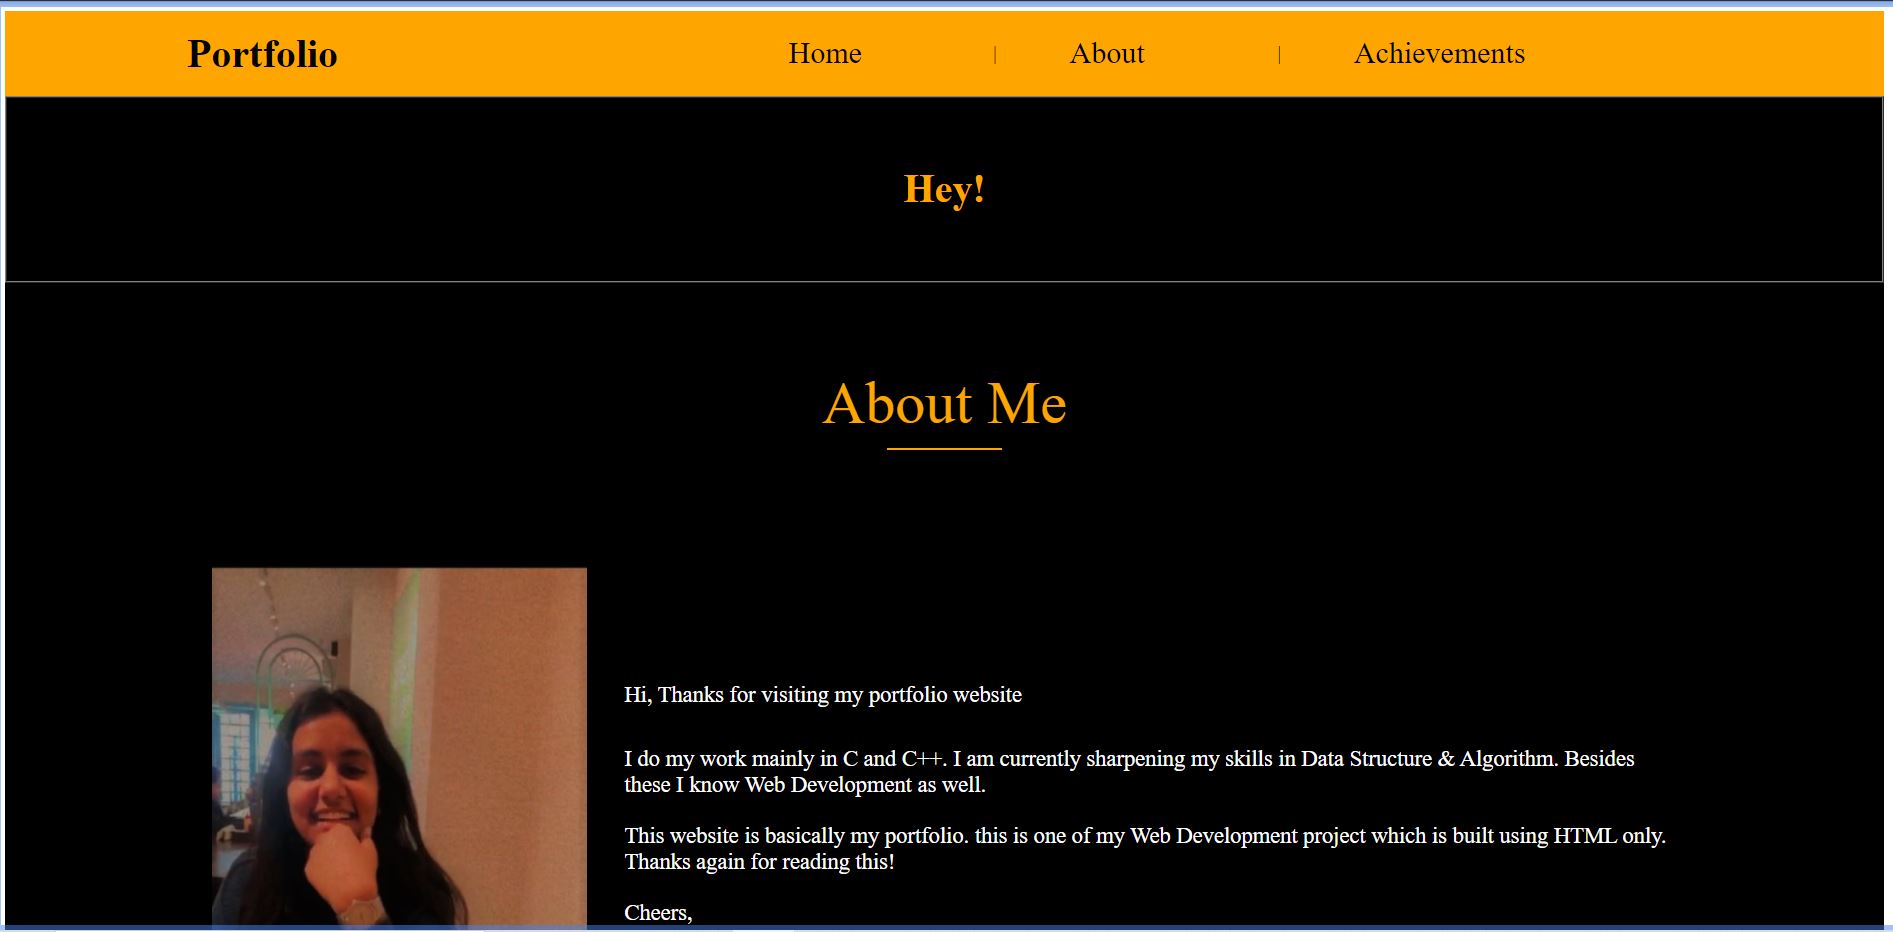 Portfolio
Home | About | Achievements
Hey!
About Me
Hi, Thanks for visiting my portfolio website
I do my work mainly in C and C++. I am currently sharpening my skills in Data Structure & Algorithm. Besides
these I know Web Development as well.
This website is basically my portfolio. this is one of my Web Development project which is built using HTML only.
Thanks again for reading this!
Cheers,